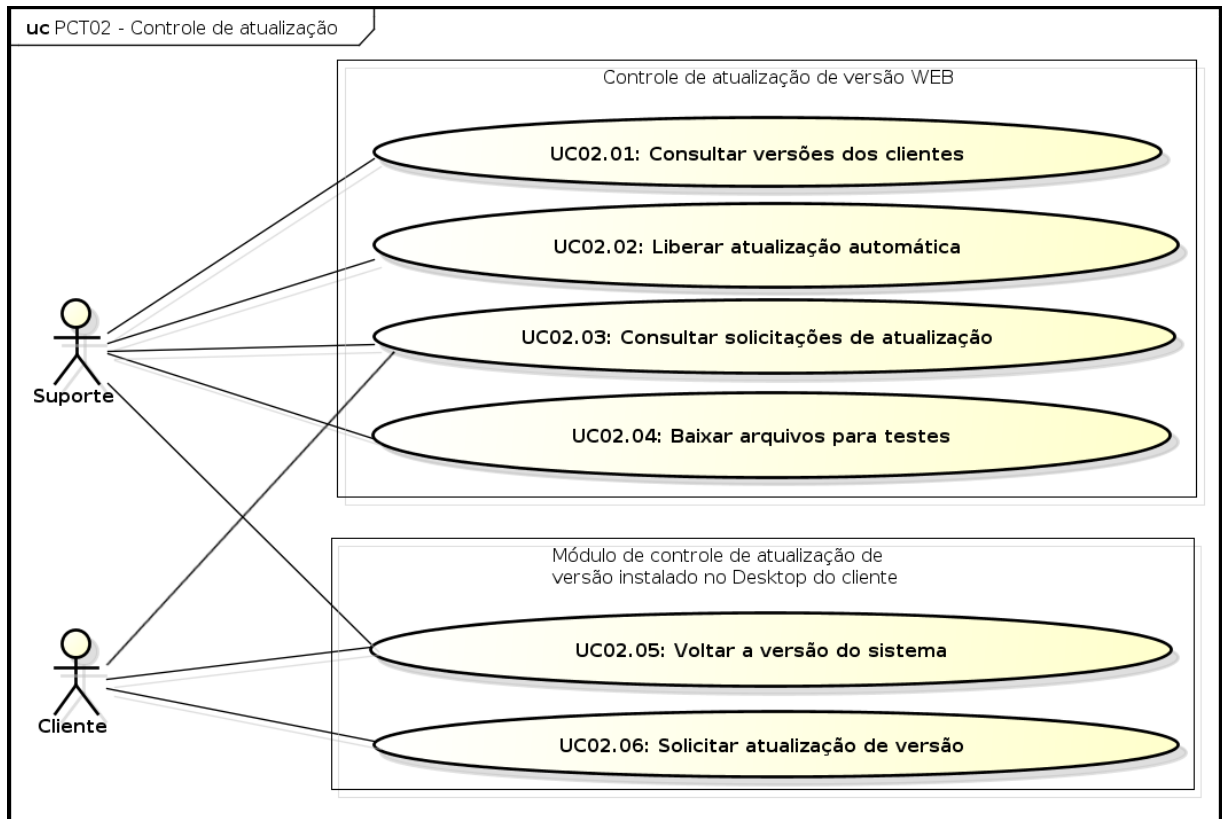 uc PCT02 - Controle de atualização
Controle de atualização de versão WEB
UC02.01: Consultar versões dos clientes
UC02.02: Liberar atualização automática
UC02.03: Consultar solicitações de atualização
UC02.04: Baixar arquivos para testes
Suporte
Módulo de controle de atualização de
versão instalado no Desktop do cliente
UC02.05: Voltar a versão do sistema
UC02.06: Solicitar atualização de versão
Cliente